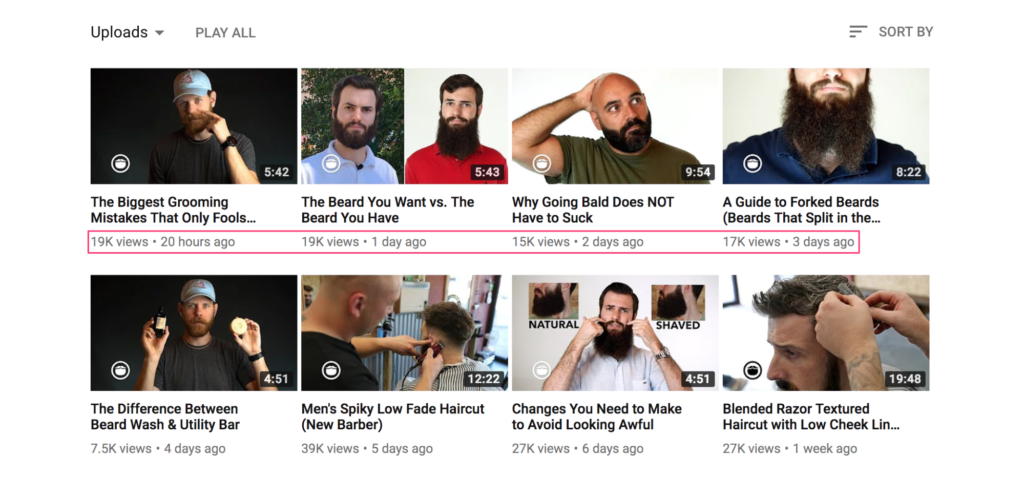 Uploads PLAY ALL SORT BY
5:42 5:43 9:54 8:22
The Biggest Grooming
Mistakes That Only Fools…
19K views • 20 hours ago
The Beard You Want vs. The
Beard You Have
19K views • 1 day ago
Why Going Bald Does NOT
Have to Suck
15K views • 2 days ago
A Guide to Forked Beards
(Beards That Split in the…
17K views • 3 days ago
NATURAL SHAVED
4:51 12:22 4:51 19:48
The Difference Between
Beard Wash & Utility Bar
7.5K views • 4 days ago
Men's Spiky Low Fade Haircut
(New Barber)
39K views • 5 days ago
Changes You Need to Make
to Avoid Looking Awful
27K views • 6 days ago
Blended Razor Textured
Haircut with Low Cheek Lin…
27K views • 1 week ago